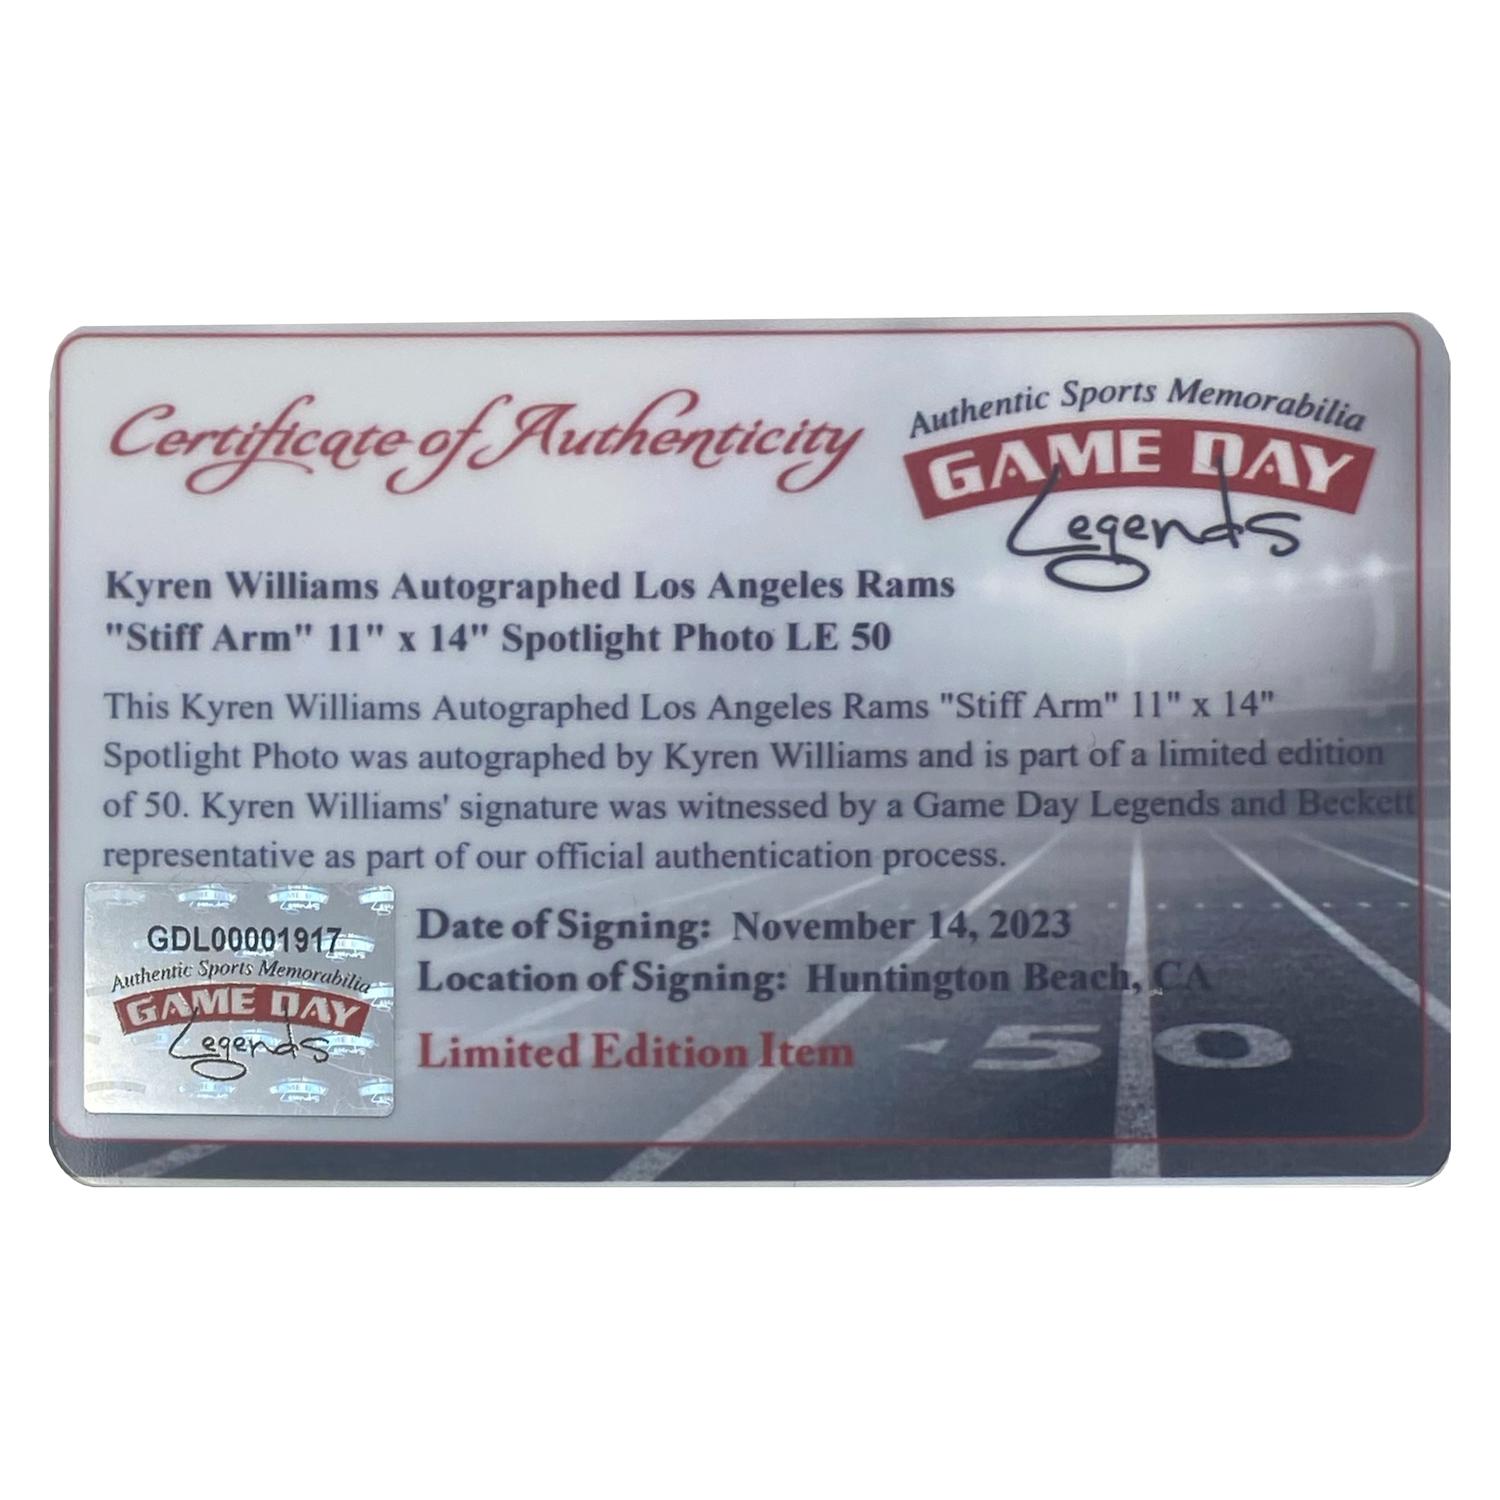 Certificate of Authenticity
Authentic Sports Memorabilia
GAME DAY
Legends
Kyren Williams Autographed Los Angeles Rams
"Stiff Arm" 11" x 14" Spotlight Photo LE 50
This Kyren Williams Autographed Los Angeles Rams "Stiff Arm" 11" x 14"
Spotlight Photo was autographed by Kyren Williams and is part of a limited edition
of 50. Kyren Williams' signature was witnessed by a Game Day Legends and Beckett
representative as part of our official authentication process.
GDL00001917
Authentic Sports Memorabilia
GAME DAY
Legends
Date of Signing: November 14, 2023
Location of Signing: Huntington Beach, CA
Limited Edition Item
50